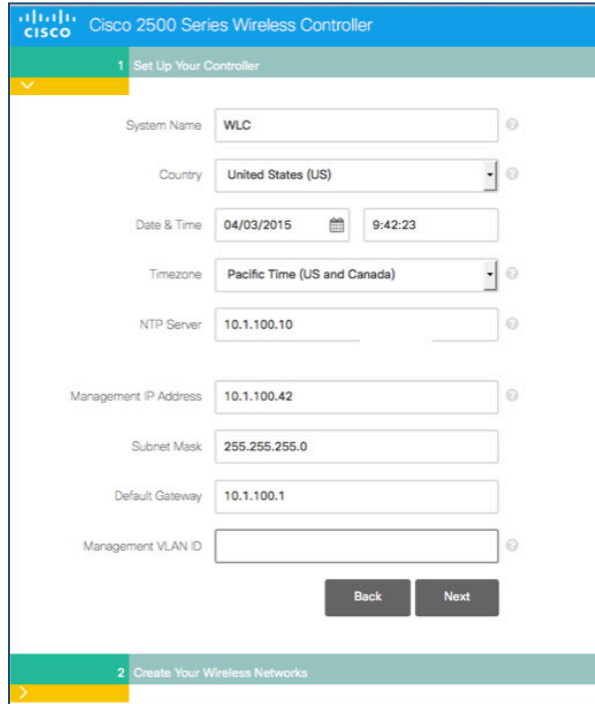 CISCO Cisco 2500 Series Wireless Controller
1 Set Up Your Controller
System Name WLC
Country United States (US)
Date & Time 04/03/2015 9:42:23
Timezone Pacific Time (US and Canada)
NTP Server 10.1.100.10
Management IP Address 10.1.100.42
Subnet Mask 255.255.255.0
Default Gateway 10.1.100.1
Management VLAN ID
Back Next
2 Create Your Wireless Networks